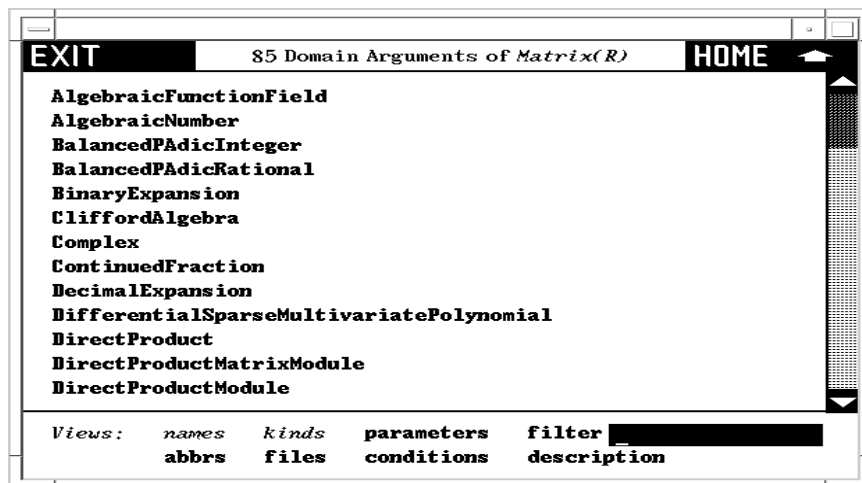 EXIT 85 Domain Arguments of Matrix(R) HOME
AlgebraicFunctionField
AlgebraicNumber
BalancedPAdicInteger
BalancedPAdicRational
BinaryExpansion
CliffordAlgebra
Complex
ContinuedFraction
DecimalExpansion
DifferentialSparseMultivariatePolynomial
DirectProduct
DirectProductMatrixModule
DirectProductModule
Views: names kinds parameters filter _
abbrs files conditions description